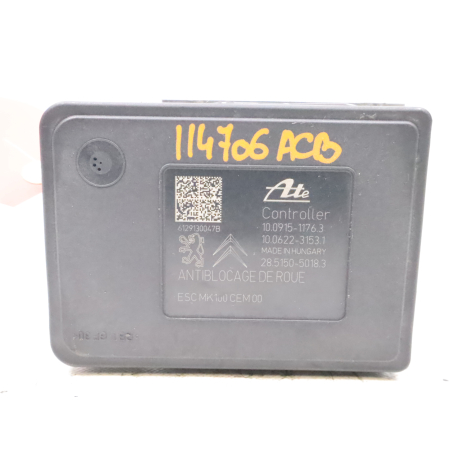 114706 ACB
Ate
Controller
10.0915-1176.3
10.0622-3153.1
MADE IN HUNGARY
28.5150-5018.3
61291300478
ANTIBLOCAGE DE ROUE
ESC MK100 CEM 00